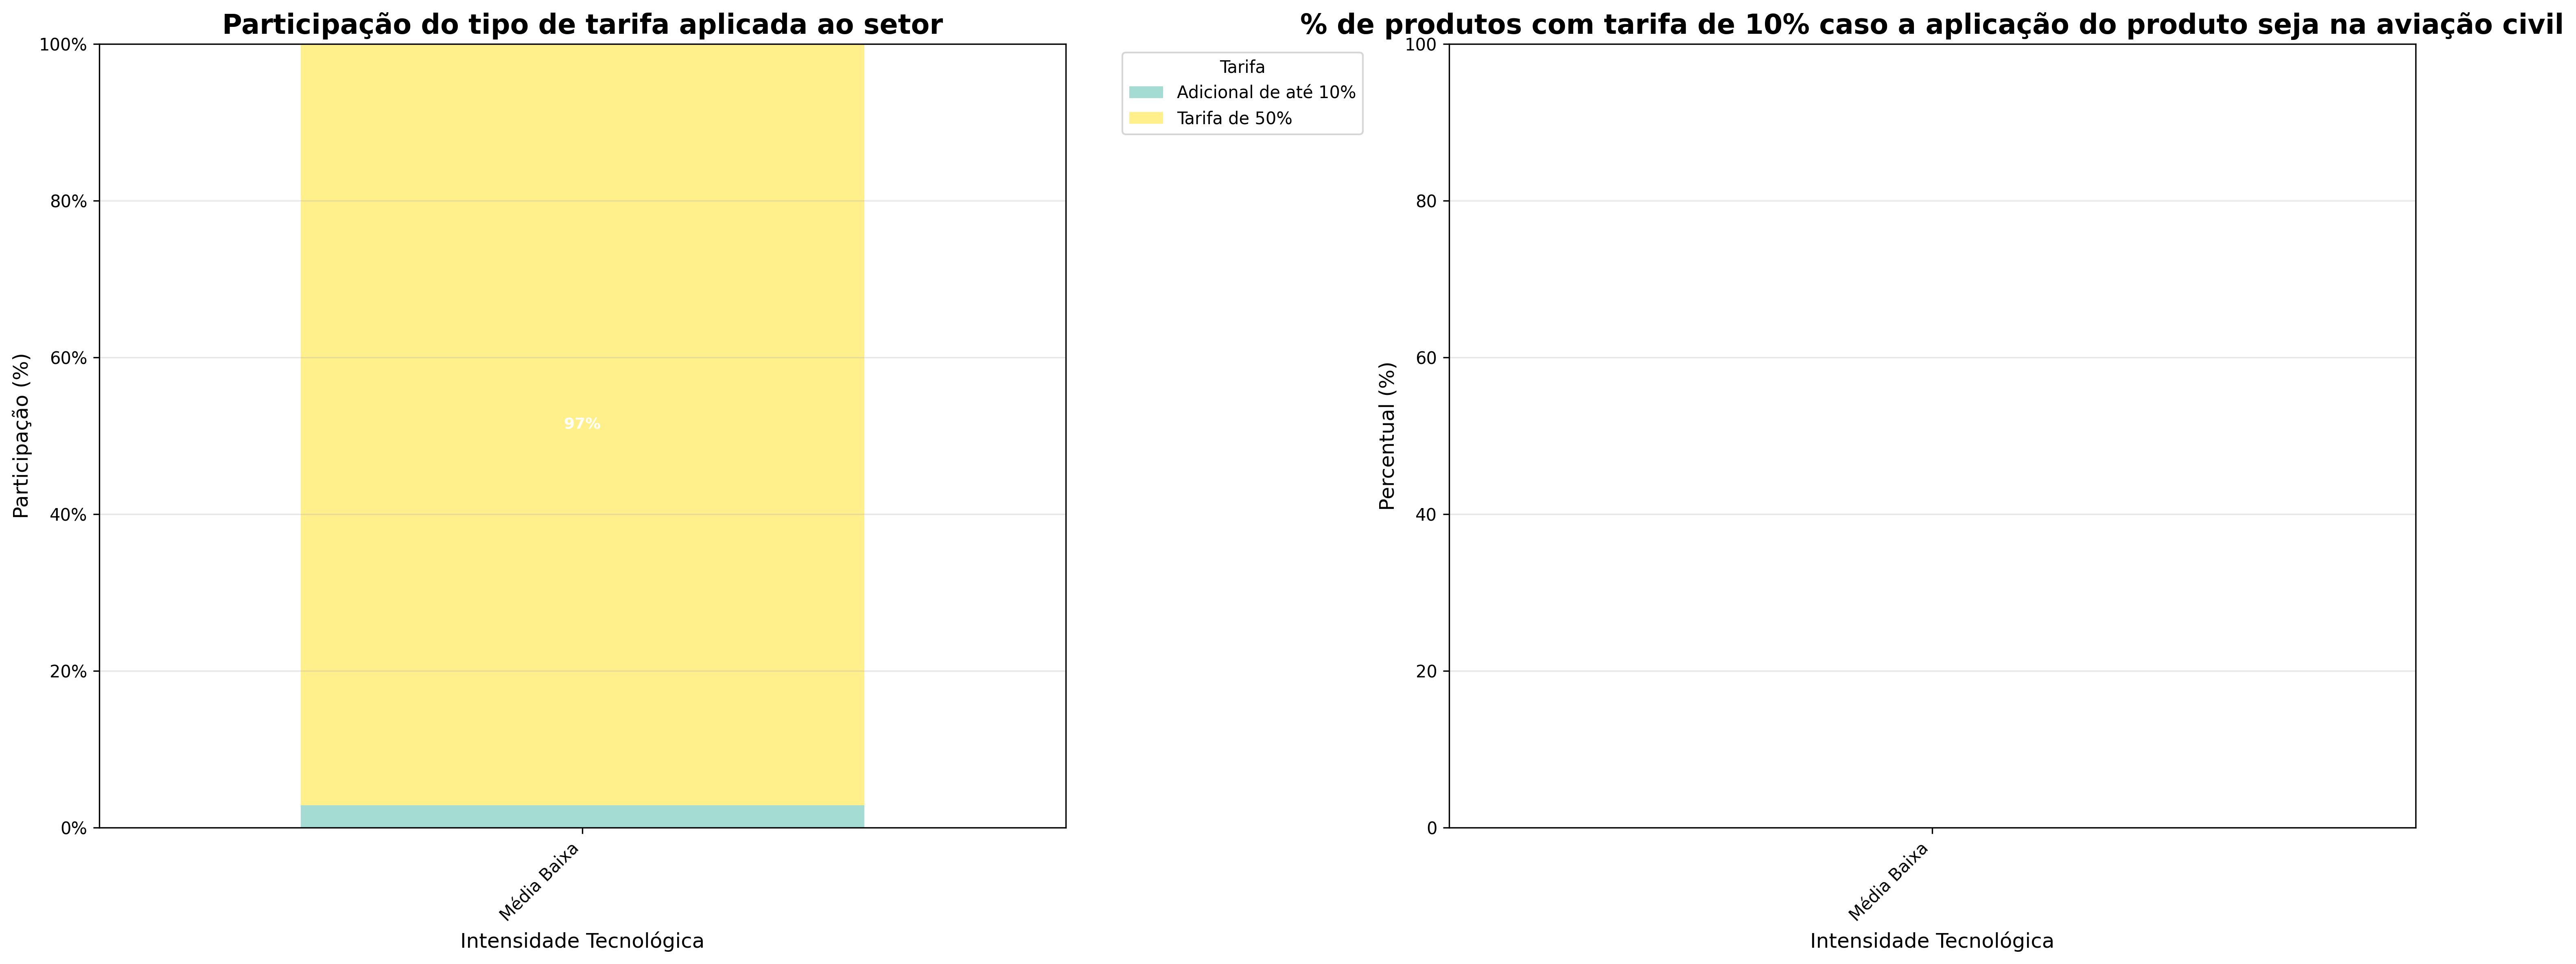 Participação do tipo de tarifa aplicada ao setor
Participação (%)
100%
80%
60%
40%
20%
0%
97%
Média Baixa
Intensidade Tecnológica
Tarifa
Adicional de até 10%
Tarifa de 50%
% de produtos com tarifa de 10% caso a aplicação do produto seja na aviação civil
Percentual (%)
100
80
60
40
20
0
Média Baixa
Intensidade Tecnológica